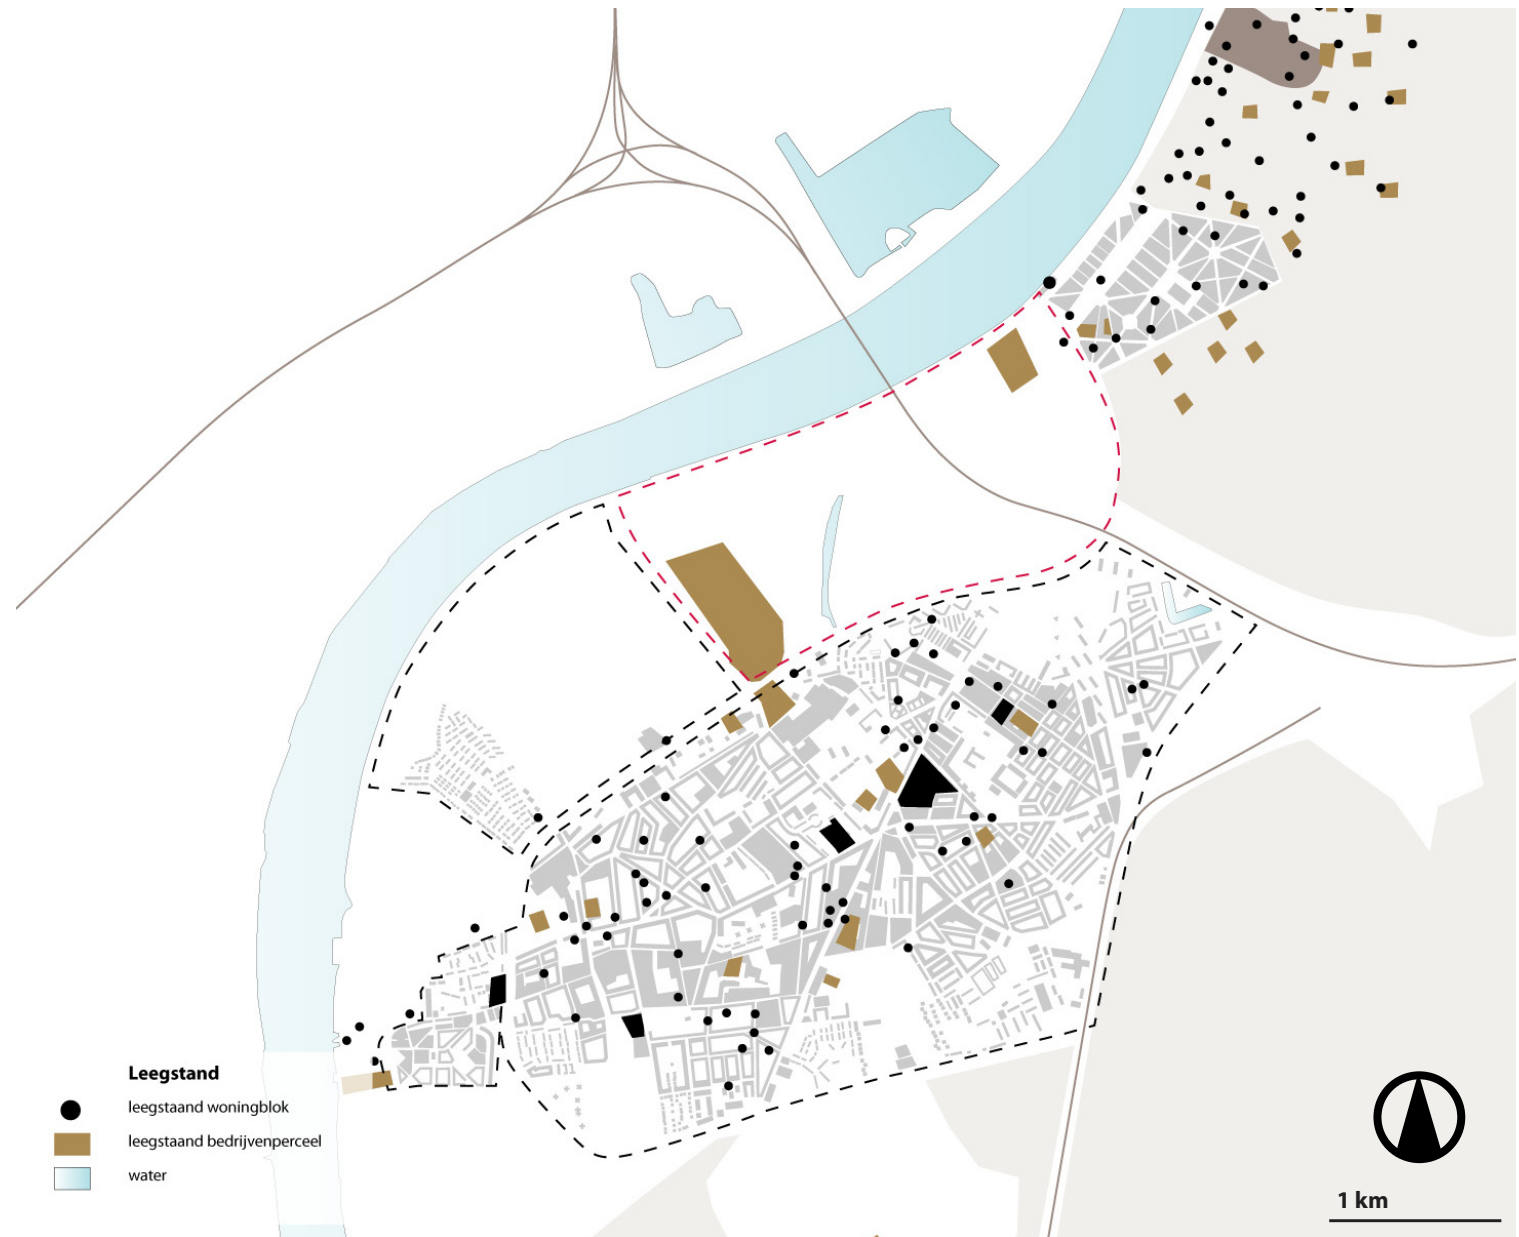 Leegstand
leegstaand woningblok
leegstaand bedrijvenperceel
water
1 km